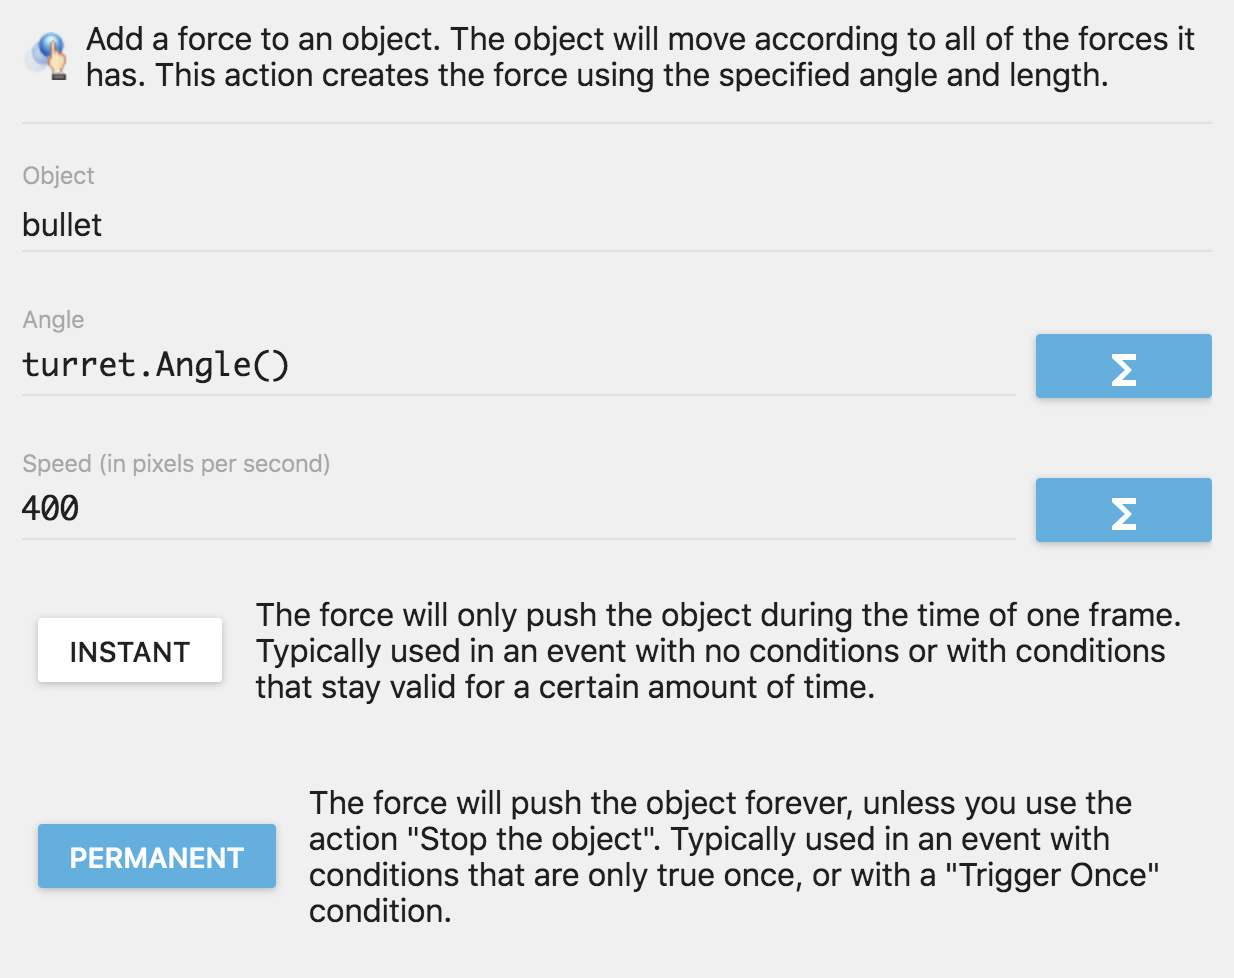 Add a force to an object. The object will move according to all of the forces it
has. This action creates the force using the specified angle and length.
Object
bullet
Angle
turret.Angle()
Σ
Speed (in pixels per second)
400
Σ
INSTANT
The force will only push the object during the time of one frame.
Typically used in an event with no conditions or with conditions
that stay valid for a certain amount of time.
PERMANENT
The force will push the object forever, unless you use the
action "Stop the object". Typically used in an event with
conditions that are only true once, or with a "Trigger Once"
condition.